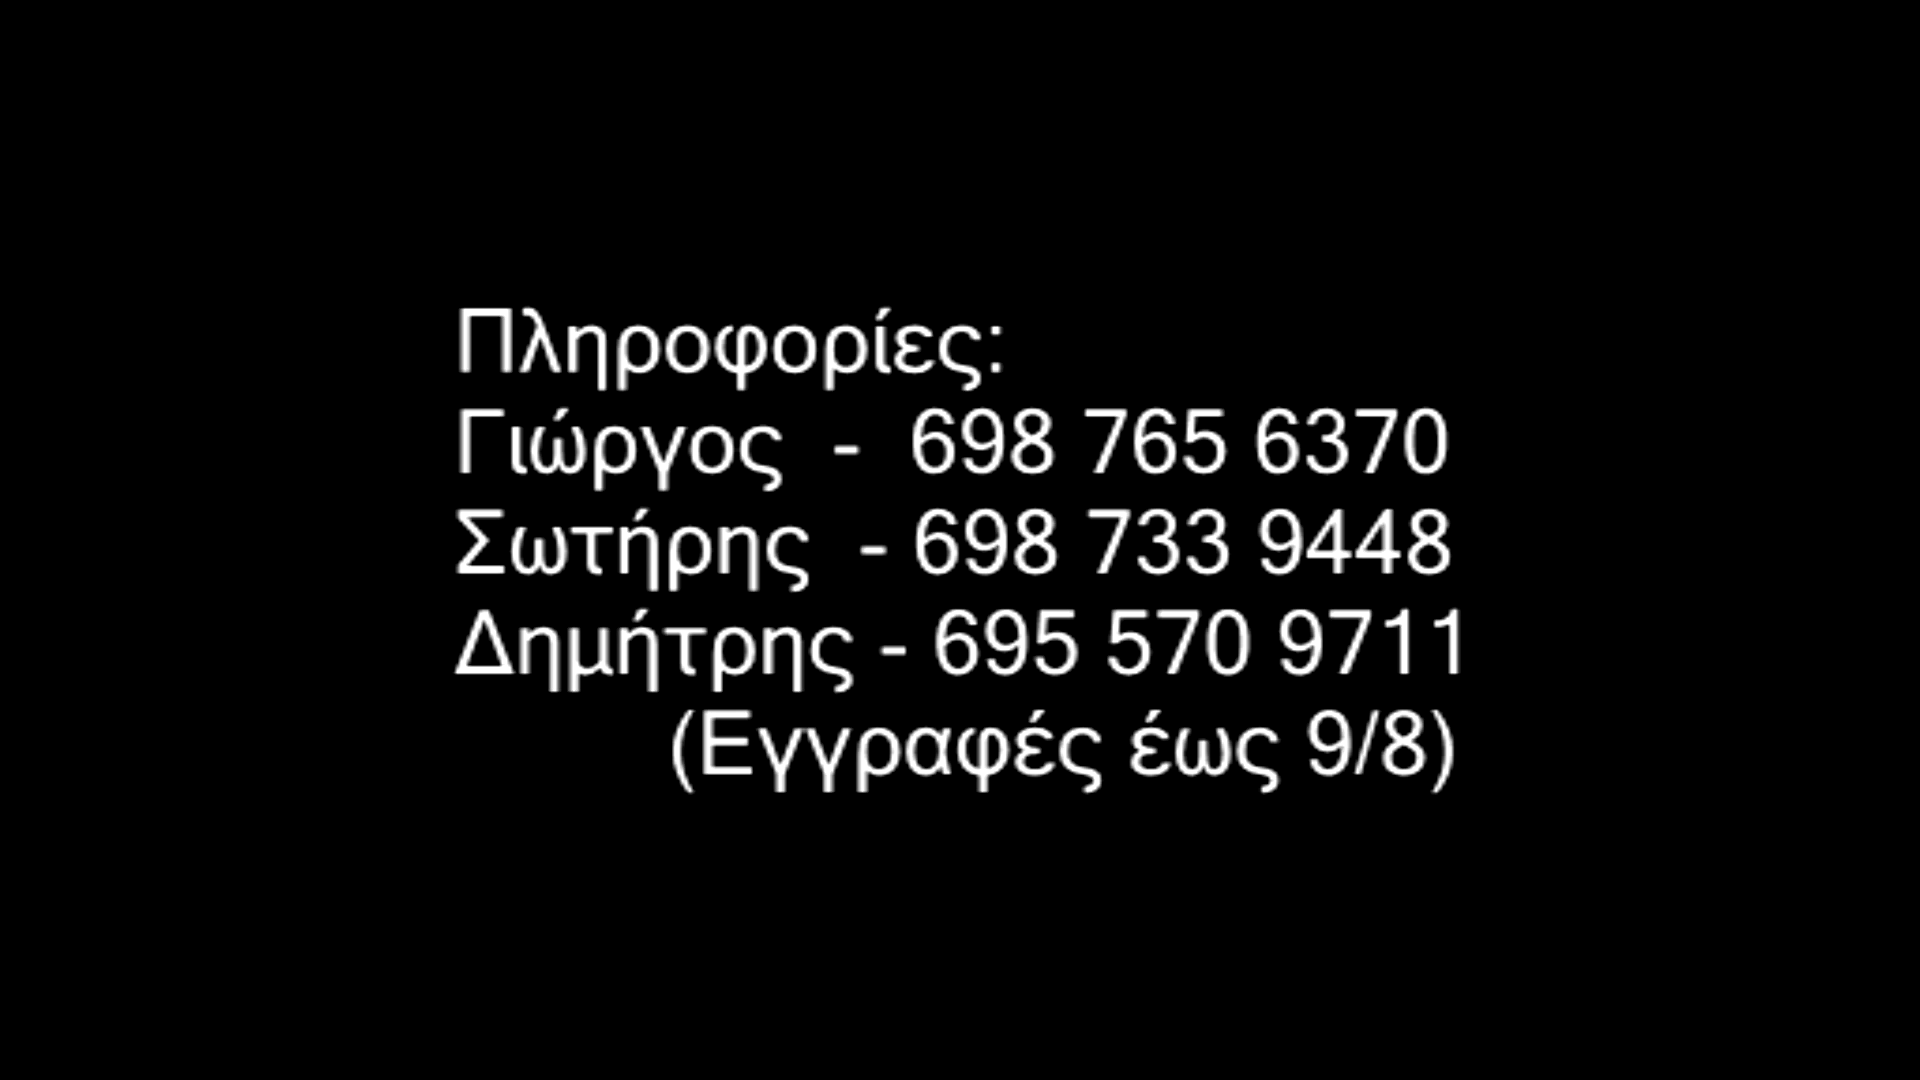 Πληροφορίες:
Γιώργος - 698 765 6370
Σωτήρης - 698 733 9448
Δημήτρης - 695 570 9711
(Εγγραφές έως 9/8)